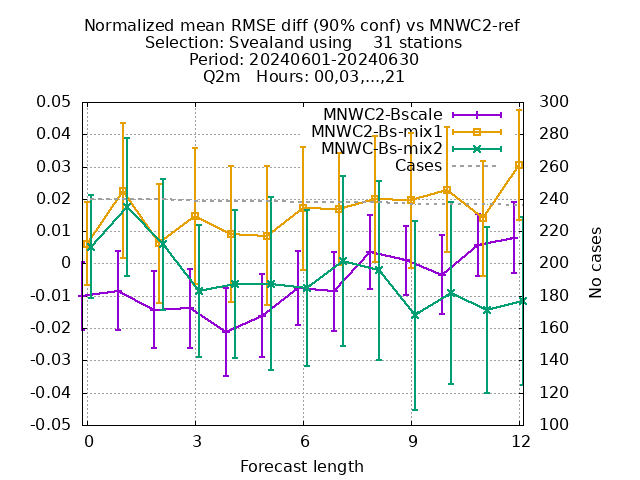 Normalized mean RMSE diff (90% conf) vs MNWC2-ref
Selection: Svealand using    31 stations
Period: 20240601-20240630
Q2m   Hours: 00,03,...,21
0.05
0.04
0.03
0.02
0.01
0
-0.01
-0.02
-0.03
-0.04
-0.05
MNWC2-Bscale
MNWC2-Bs-mix1
MNWC-Bs-mix2
Cases
300
280
260
240
220
200
180
160
140
120
100
No cases
0 3 6 9 12
Forecast length